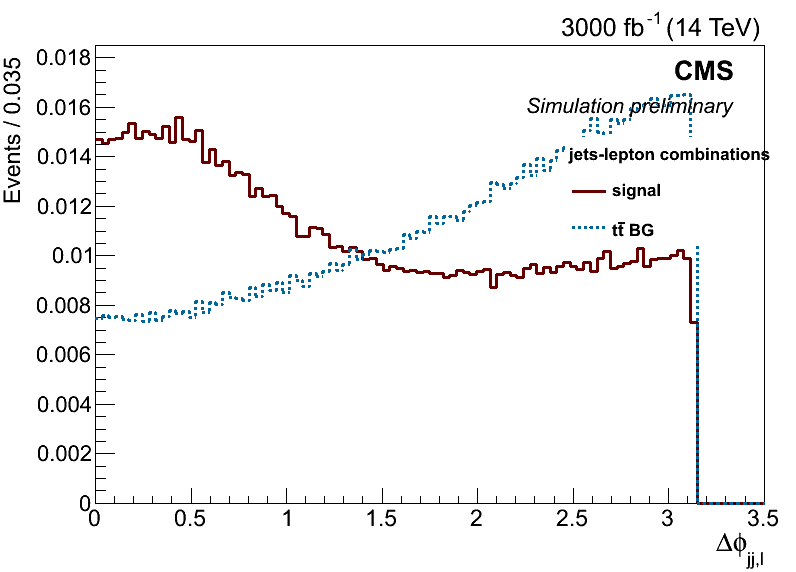 3000 fb⁻¹ (14 TeV)
Events / 0.035
CMS
Simulation preliminary
jets-lepton combinations
signal
tt̄ BG
0.018
0.016
0.014
0.012
0.01
0.008
0.006
0.004
0.002
0
0 0.5 1 1.5 2 2.5 3 3.5
Δϕjj,l